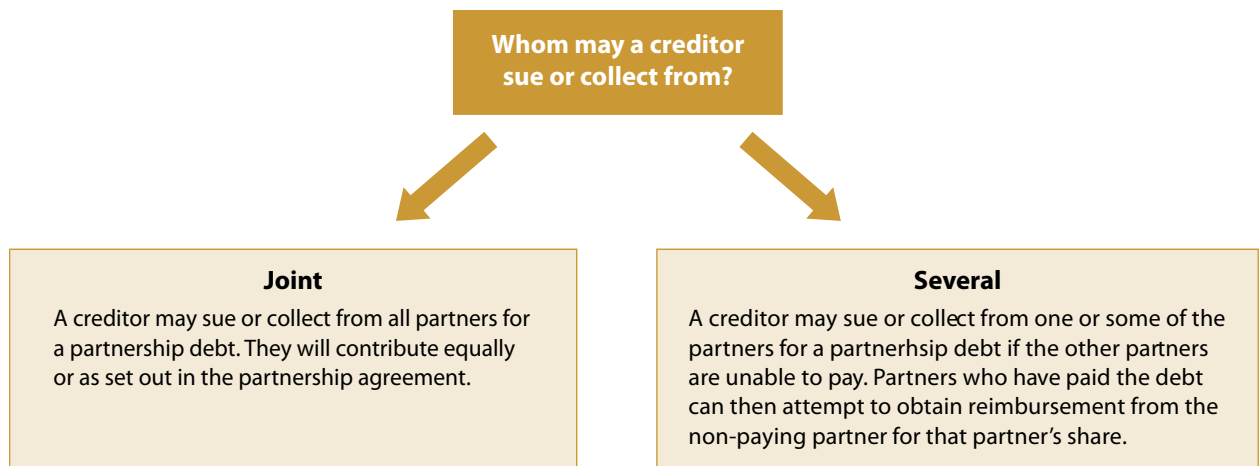 Whom may a creditor
sue or collect from?
Joint
A creditor may sue or collect from all partners for
a partnership debt. They will contribute equally
or as set out in the partnership agreement.
Several
A creditor may sue or collect from one or some of the
partners for a partnerhsip debt if the other partners
are unable to pay. Partners who have paid the debt
can then attempt to obtain reimbursement from the
non-paying partner for that partner’s share.